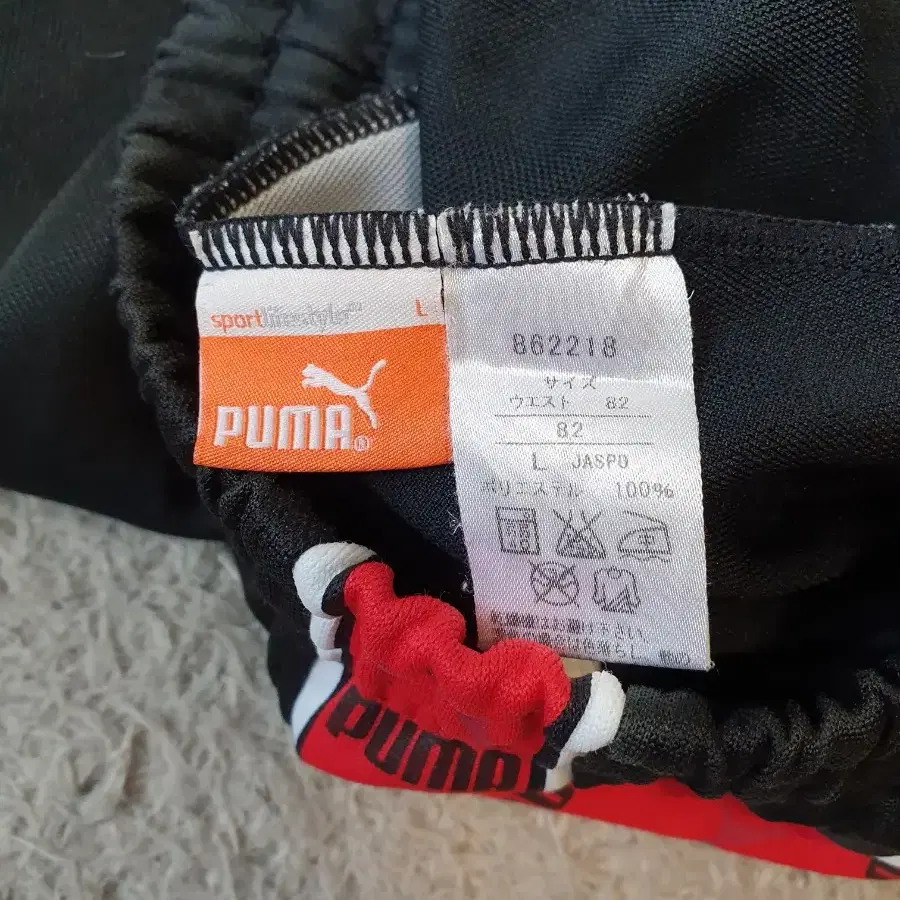 sportlifestyle L
PUMA®
862218
サイズ
ウエスト 82
82
L JASPO
ポリエステル 100%
PUMA